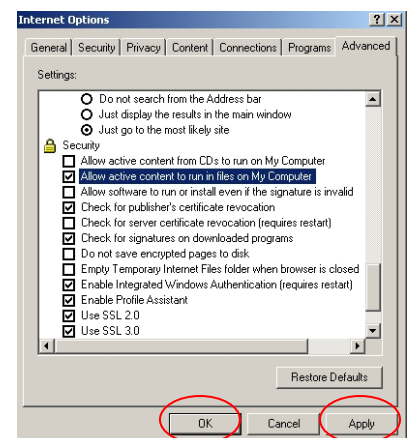 Internet Options
General Security Privacy Content Connections Programs Advanced
Settings:
Do not search from the Address bar
Just display the results in the main window
Just go to the most likely site
Security
Allow active content from CDs to run on My Computer
Allow active content to run in files on My Computer
Allow software to run or install even if the signature is invalid
Check for publisher's certificate revocation
Check for server certificate revocation (requires restart)
Check for signatures on downloaded programs
Do not save encrypted pages to disk
Empty Temporary Internet Files folder when browser is closed
Enable Integrated Windows Authentication (requires restart)
Enable Profile Assistant
Use SSL 2.0
Use SSL 3.0
Restore Defaults
OK Cancel Apply